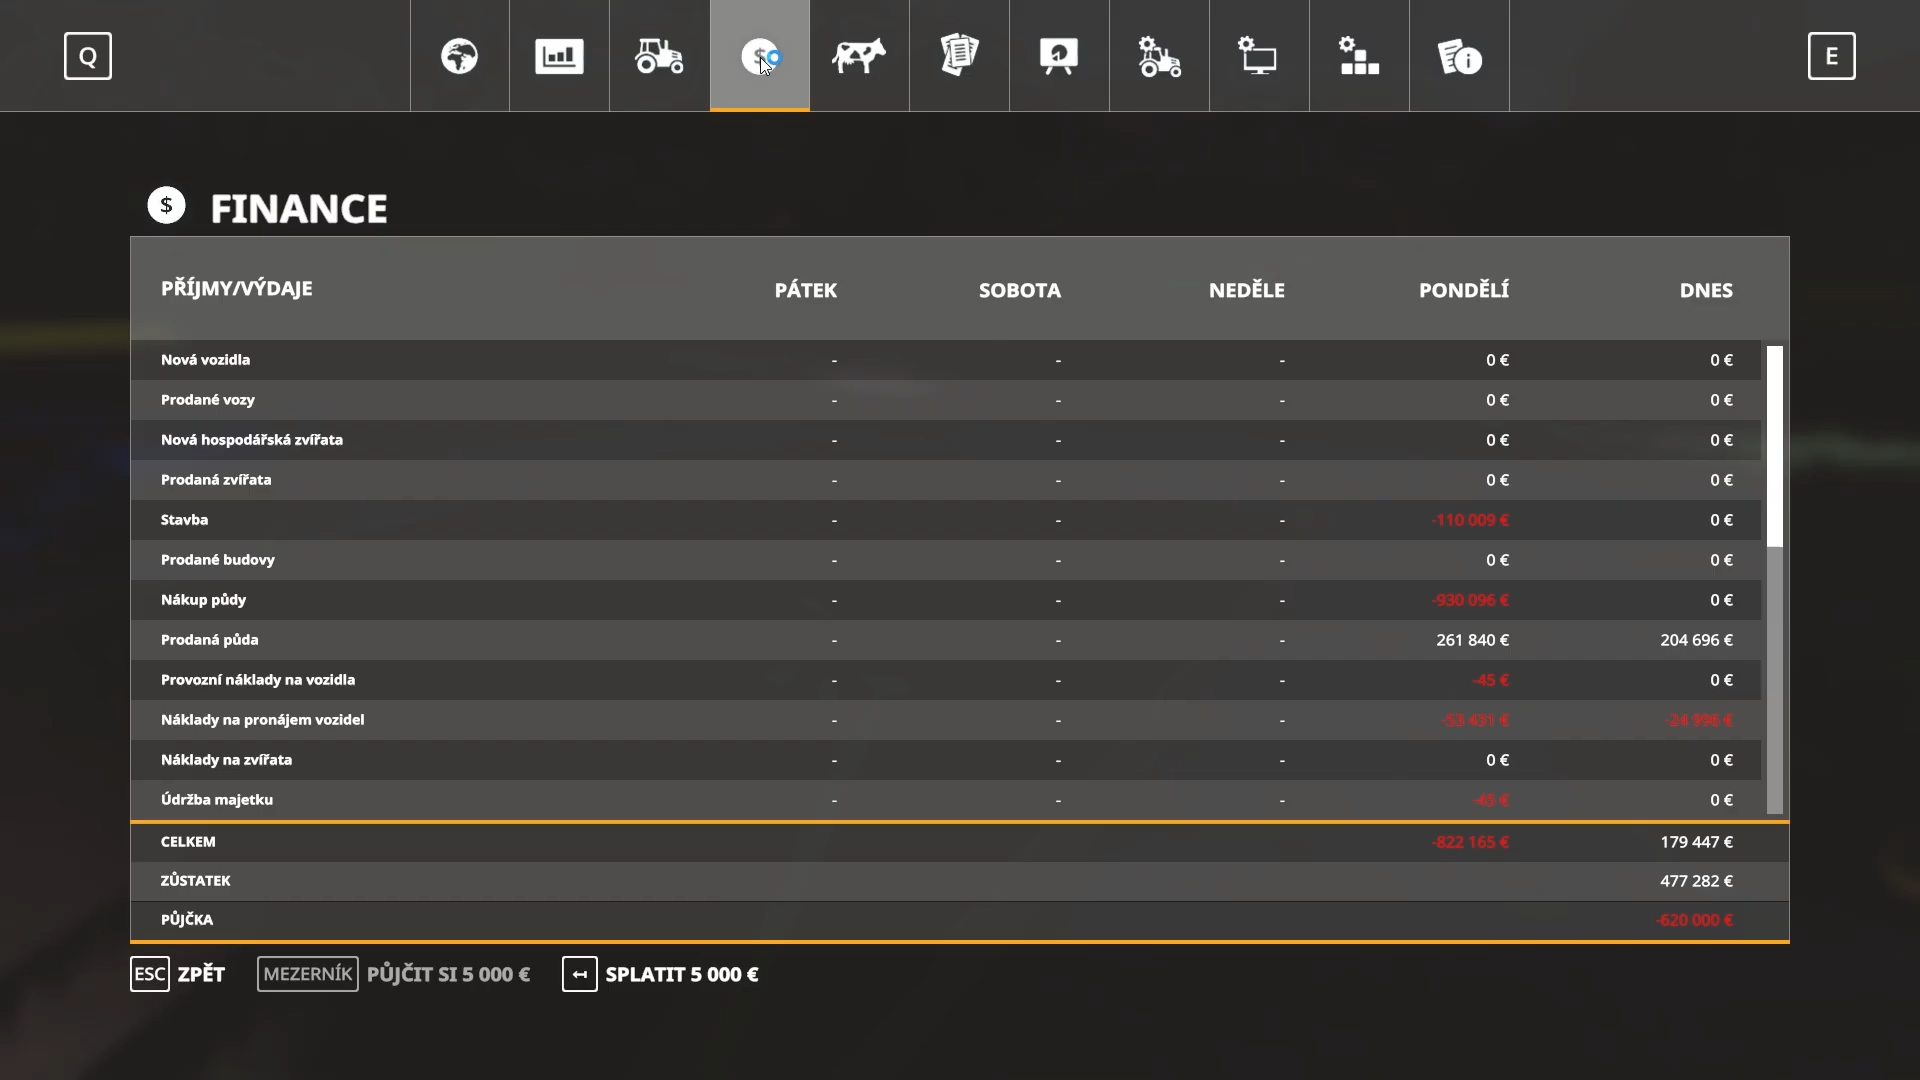 Q
E
$ FINANCE
PŘÍJMY/VÝDAJE PÁTEK SOBOTA NEDĚLE PONDĚLÍ DNES
Nová vozidla - - - 0 € 0 €
Prodané vozy - - - 0 € 0 €
Nová hospodářská zvířata - - - 0 € 0 €
Prodaná zvířata - - - 0 € 0 €
Stavba - - - -110 009 € 0 €
Prodané budovy - - - 0 € 0 €
Nákup půdy - - - -930 096 € 0 €
Prodaná půda - - - 261 840 € 204 696 €
Provozní náklady na vozidla - - - -45 € 0 €
Náklady na pronájem vozidel - - - -53 431 € -24 996 €
Náklady na zvířata - - - 0 € 0 €
Údržba majetku - - - -45 € 0 €
CELKEM -822 165 € 179 447 €
ZŮSTATEK 477 282 €
PŮJČKA -620 000 €
ESC ZPĚT MEZERNÍK PŮJČIT SI 5 000 € ↤ SPLATIT 5 000 €